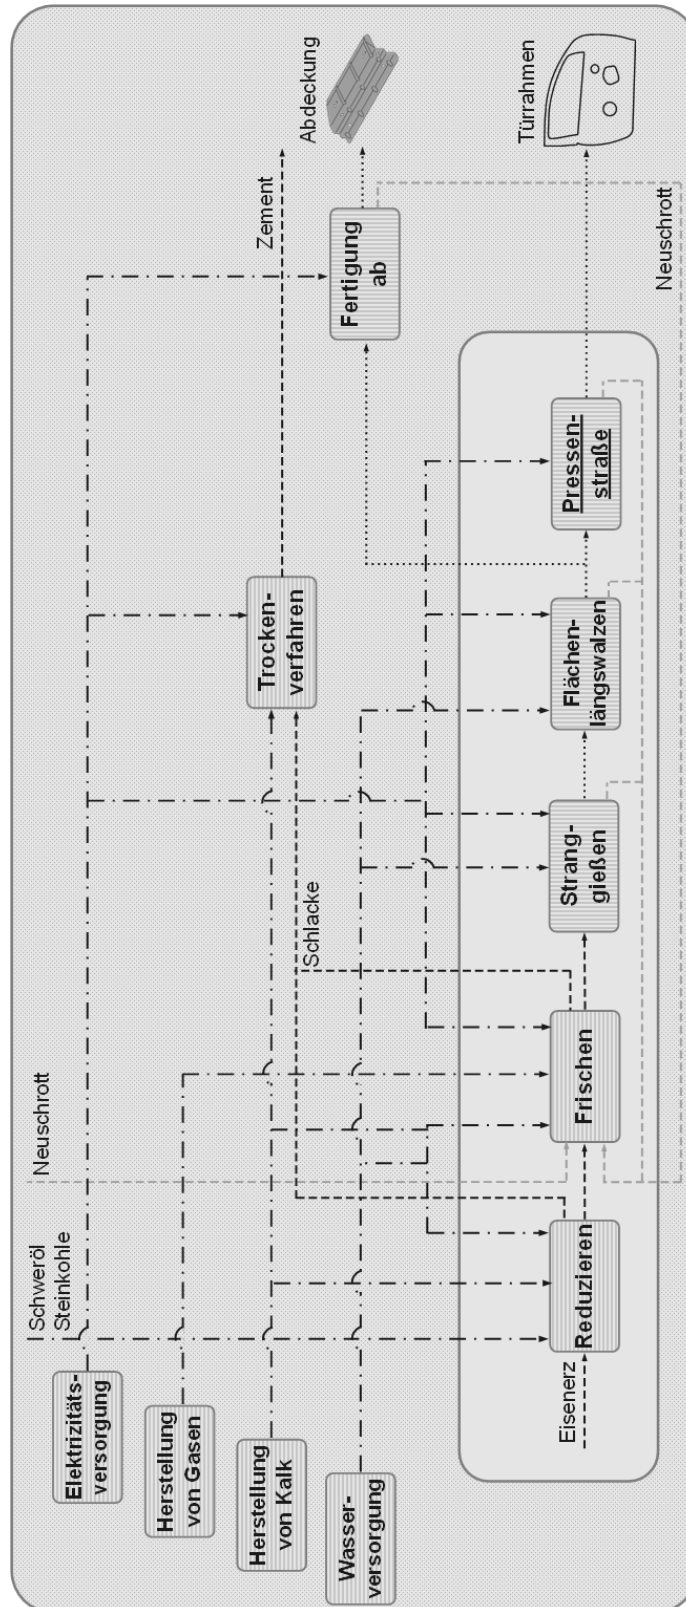 Elektrizitäts-
versorgung
Herstellung
von Gasen
Herstellung
von Kalk
Wasser-
versorgung
Schweröl
Steinkohle
Neuschrott
Eisenerz
Reduzieren
Frischen
Schlacke
Strang-
gießen
Flächen-
längswalzen
Pressen-
straße
Trocken-
verfahren
Fertigung
ab
Zement
Abdeckung
Türrahmen
Neuschrott